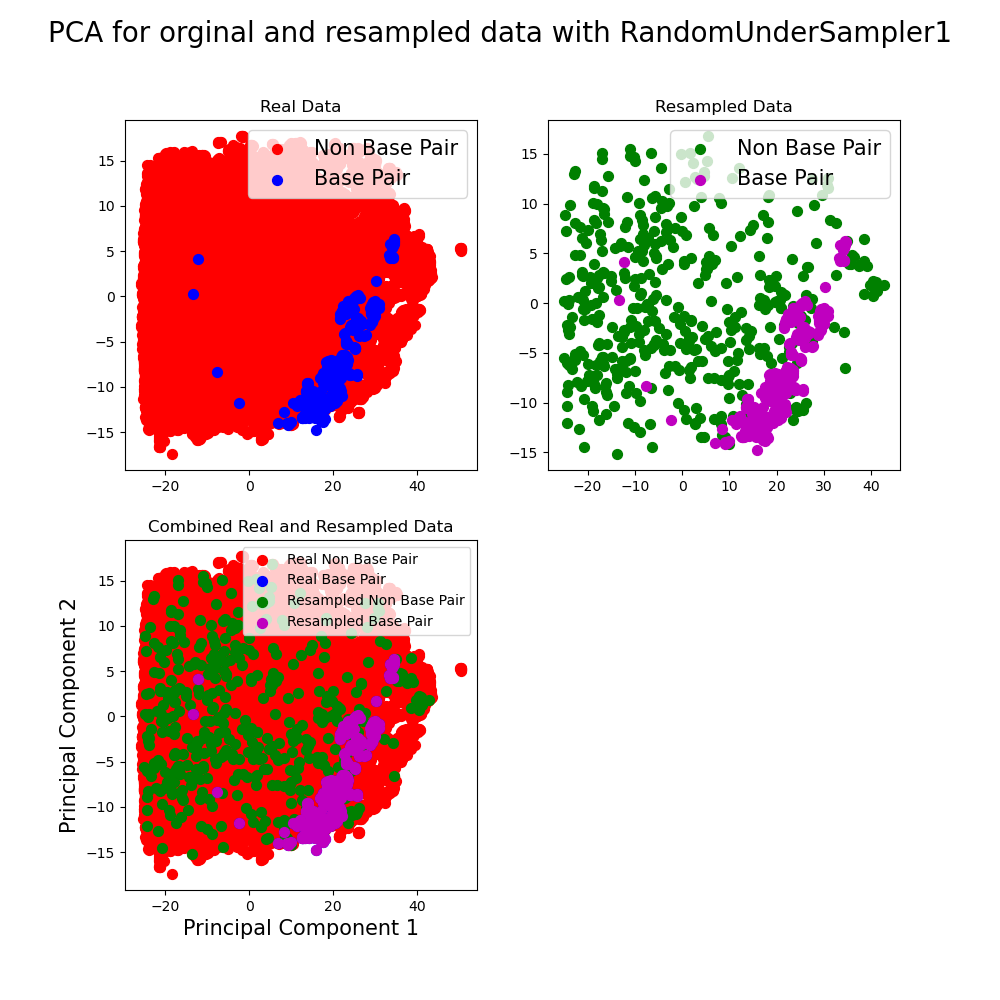 PCA for orginal and resampled data with RandomUnderSampler1
Real Data
Non Base Pair
Base Pair
15
10
5
0
−5
−10
−15
−20 0 20 40
Resampled Data
Non Base Pair
Base Pair
15
10
5
0
−5
−10
−15
−20 −10 0 10 20 30 40
Combined Real and Resampled Data
Real Non Base Pair
Real Base Pair
Resampled Non Base Pair
Resampled Base Pair
Principal Component 2
15
10
5
0
−5
−10
−15
−20 0 20 40
Principal Component 1